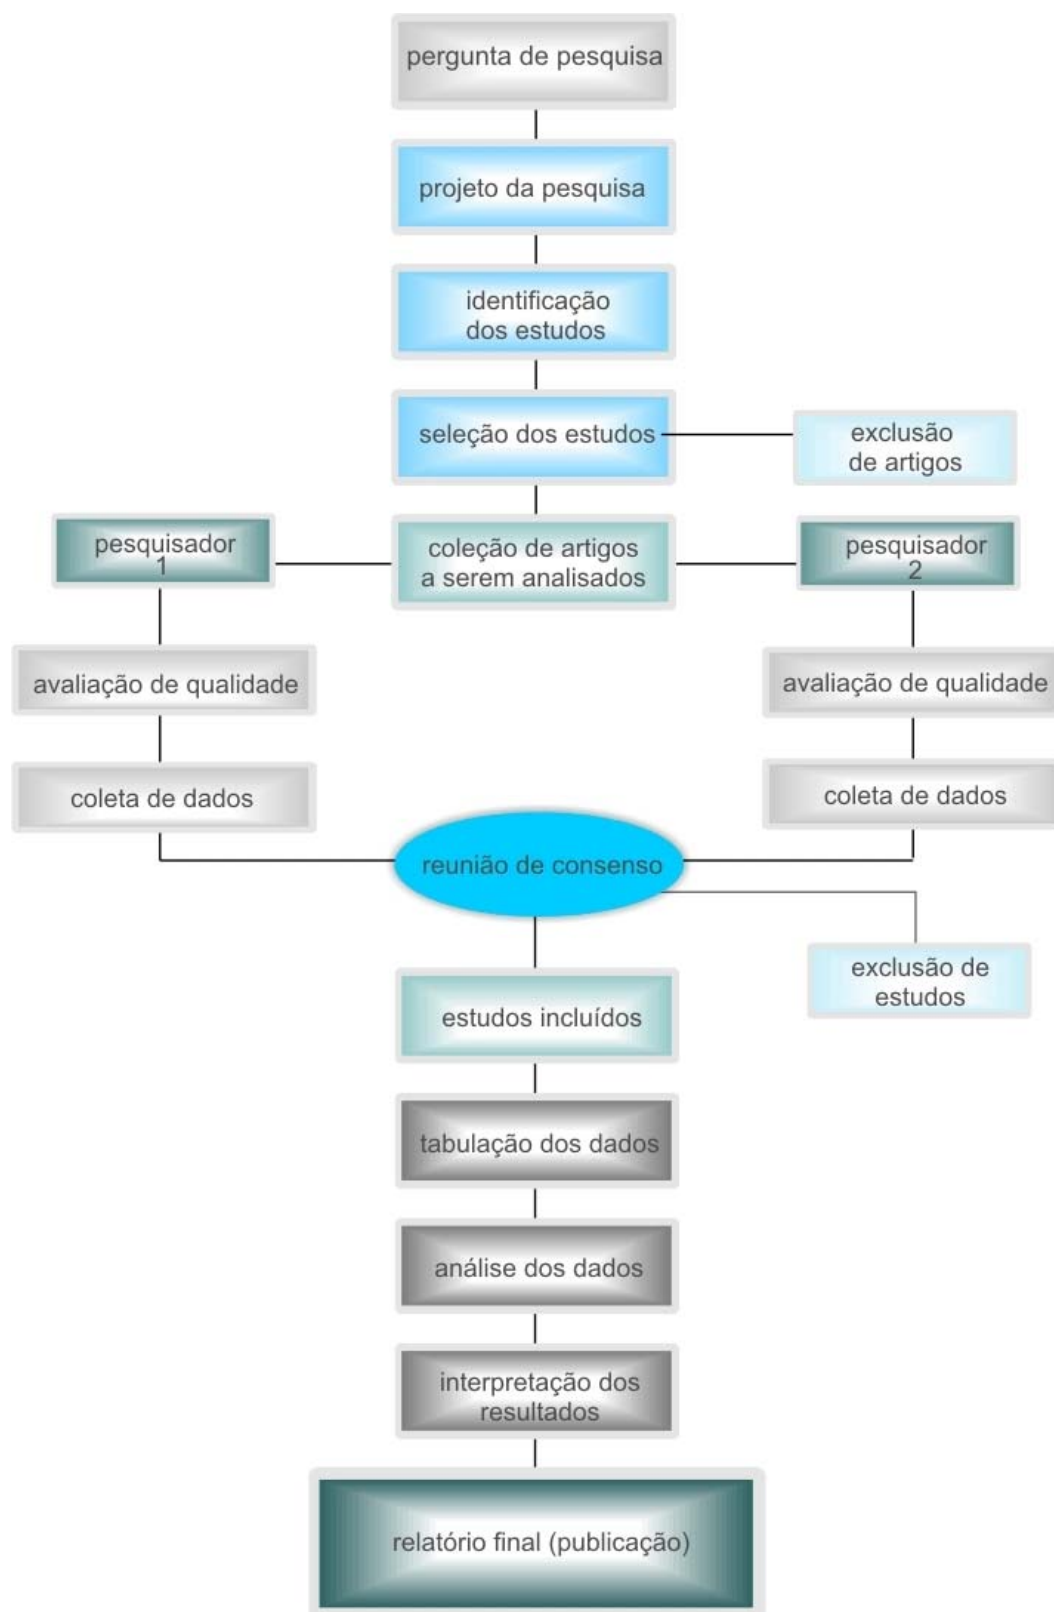 pergunta de pesquisa
projeto da pesquisa
identificação
dos estudos
seleção dos estudos
exclusão
de artigos
pesquisador
1
coleção de artigos
a serem analisados
pesquisador
2
avaliação de qualidade
avaliação de qualidade
coleta de dados
coleta de dados
reunião de consenso
exclusão de
estudos
estudos incluídos
tabulação dos dados
análise dos dados
interpretação dos
resultados
relatório final (publicação)